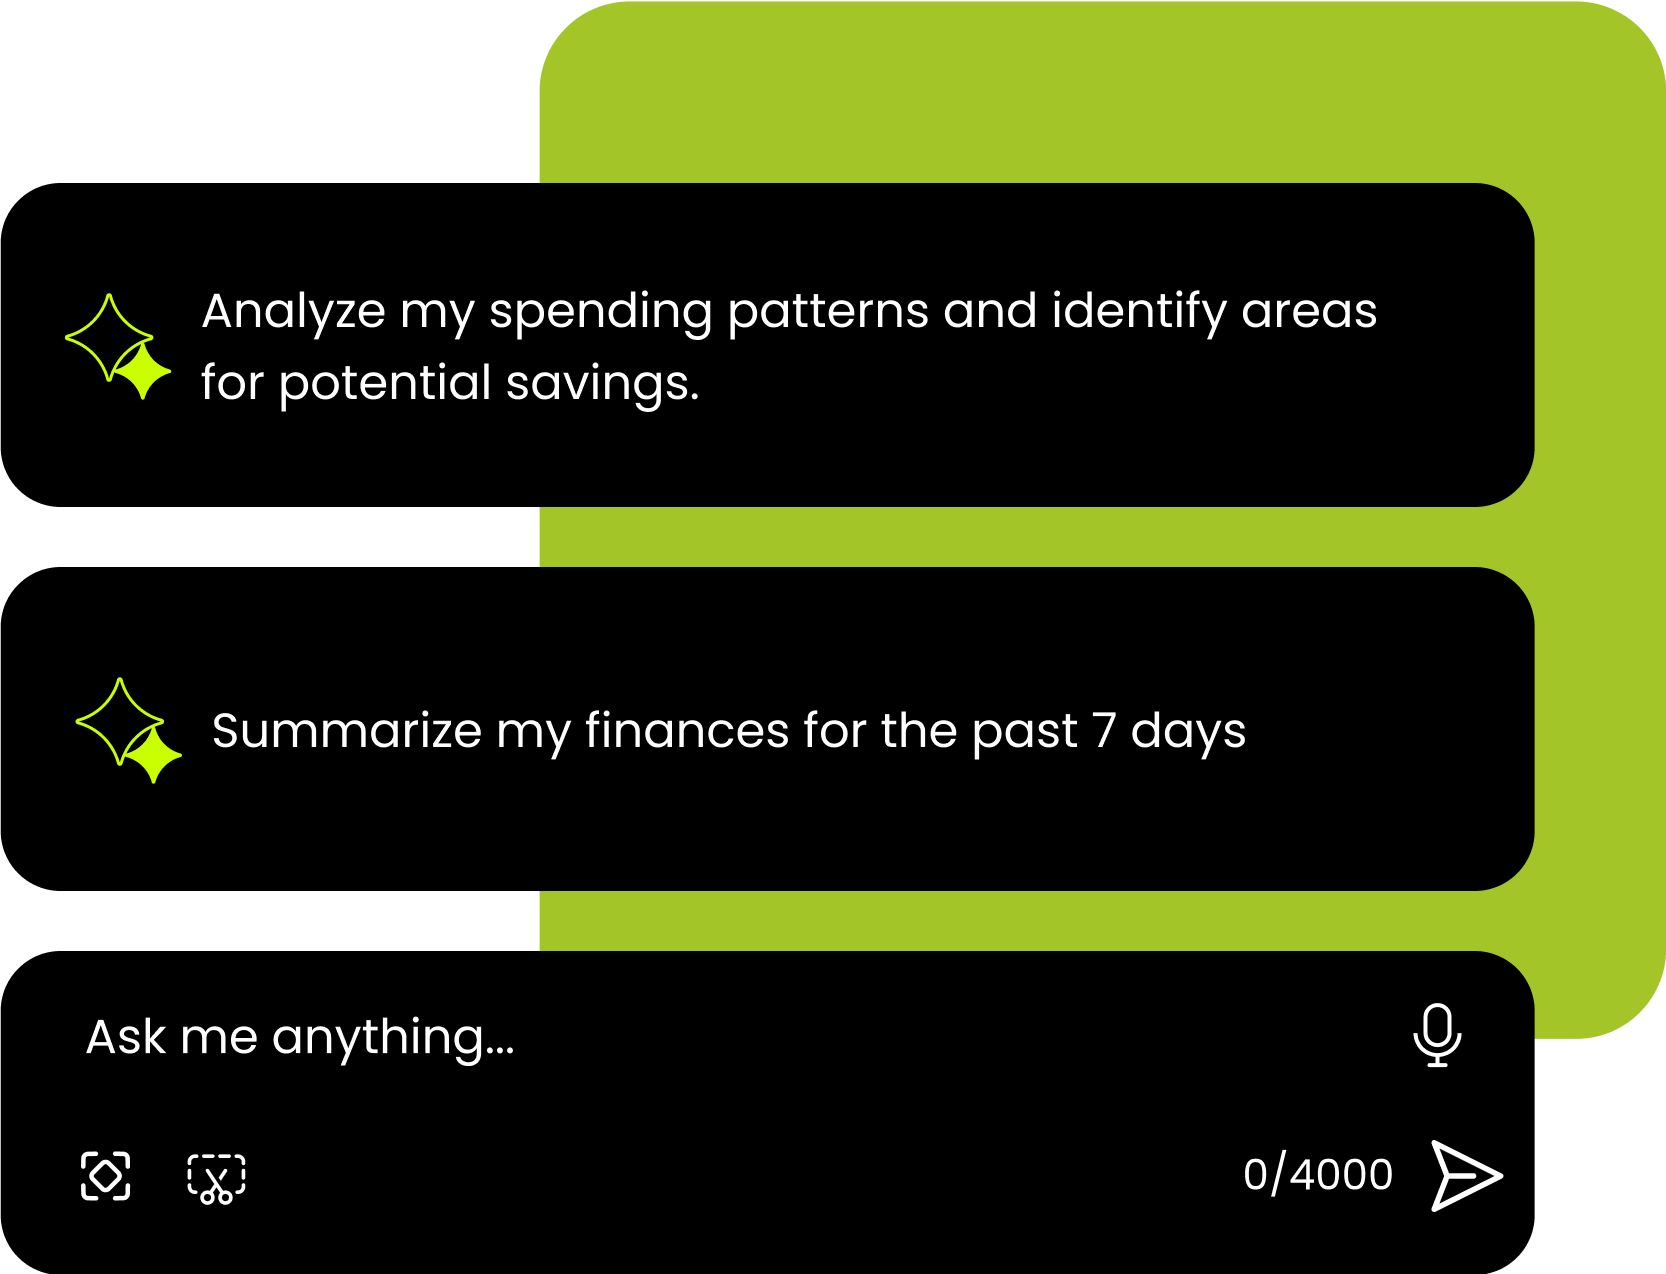 Analyze my spending patterns and identify areas
for potential savings.
Summarize my finances for the past 7 days
Ask me anything...
0/4000